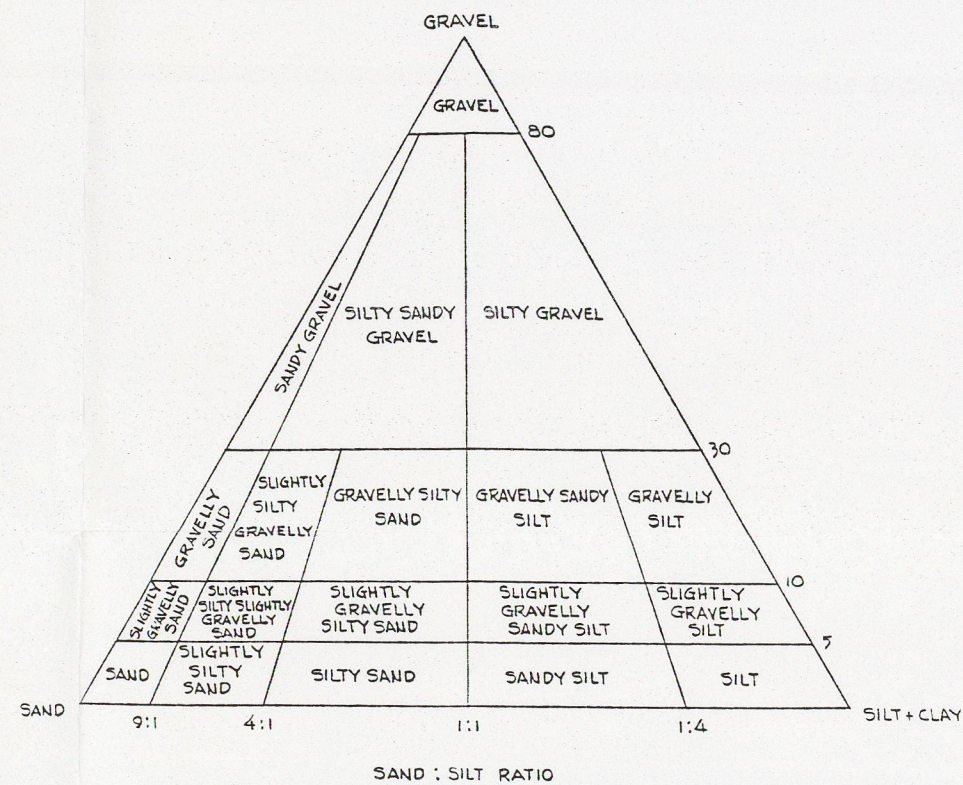 GRAVEL
GRAVEL
80
SANDY GRAVEL
SILTY SANDY
GRAVEL
SILTY GRAVEL
30
GRAVELLY
SAND
SLIGHTLY
SILTY
GRAVELLY
SAND
GRAVELLY SILTY
SAND
GRAVELLY SANDY
SILT
GRAVELLY
SILT
10
SLIGHTLY
GRAVELLY
SAND
SLIGHTLY
SILTY SLIGHTLY
GRAVELLY
SAND
SLIGHTLY
GRAVELLY
SILTY SAND
SLIGHTLY
GRAVELLY
SANDY SILT
SLIGHTLY
GRAVELLY
SILT
5
SAND
SLIGHTLY
SILTY
SAND
SILTY SAND
SANDY SILT
SILT
SAND
SILT + CLAY
9:1
4:1
1:1
1:4
SAND : SILT RATIO